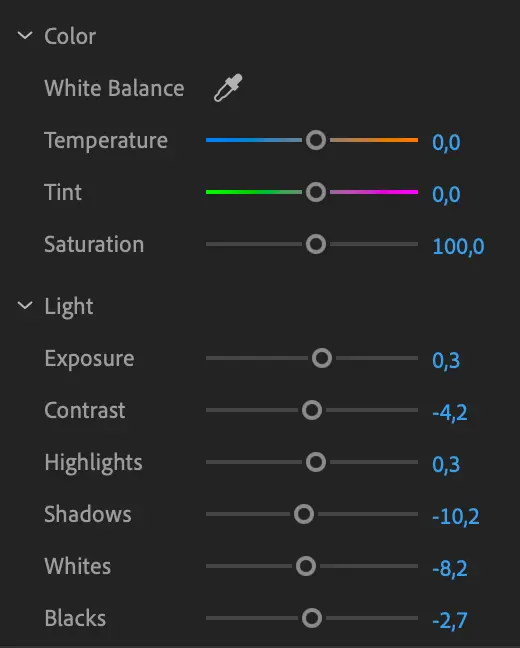 Color
White Balance
Temperature 0,0
Tint 0,0
Saturation 100,0
Light
Exposure 0,3
Contrast -4,2
Highlights 0,3
Shadows -10,2
Whites -8,2
Blacks -2,7